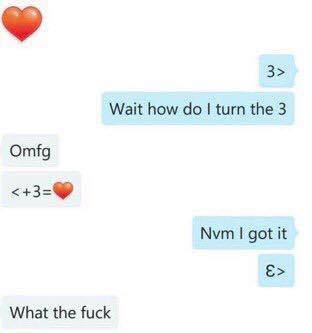 ❤️
3>
Wait how do I turn the 3
Omfg
<+3=❤️
Nvm I got it
Ɛ>
What the fuck